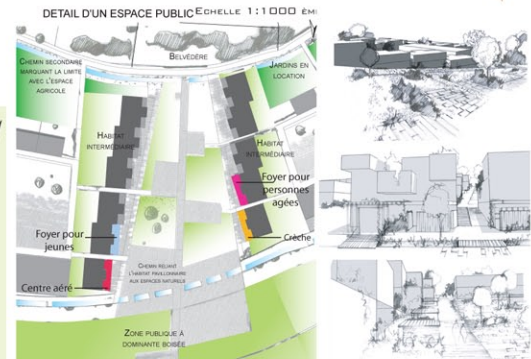 DETAIL D'UN ESPACE PUBLIC ECHELLE 1:1000
CHEMIN SECONDAIRE
MARQUANT LA LIMITE
AVEC L'ESPACE
AGRICOLE
BELVÉDÈRE
JARDINS EN
LOCATION
HABITAT
INTERMÉDIAIRE
HABITAT
INTERMÉDIAIRE
Foyer pour
personnes
agées
Foyer pour
jeunes
Crèche
CHEMIN RELIANT
L'HABITAT PAVILLONNAIRE
AUX ESPACES NATURELS
Centre aéré
ZONE PUBLIQUE À
DOMINANTE BOISÉE